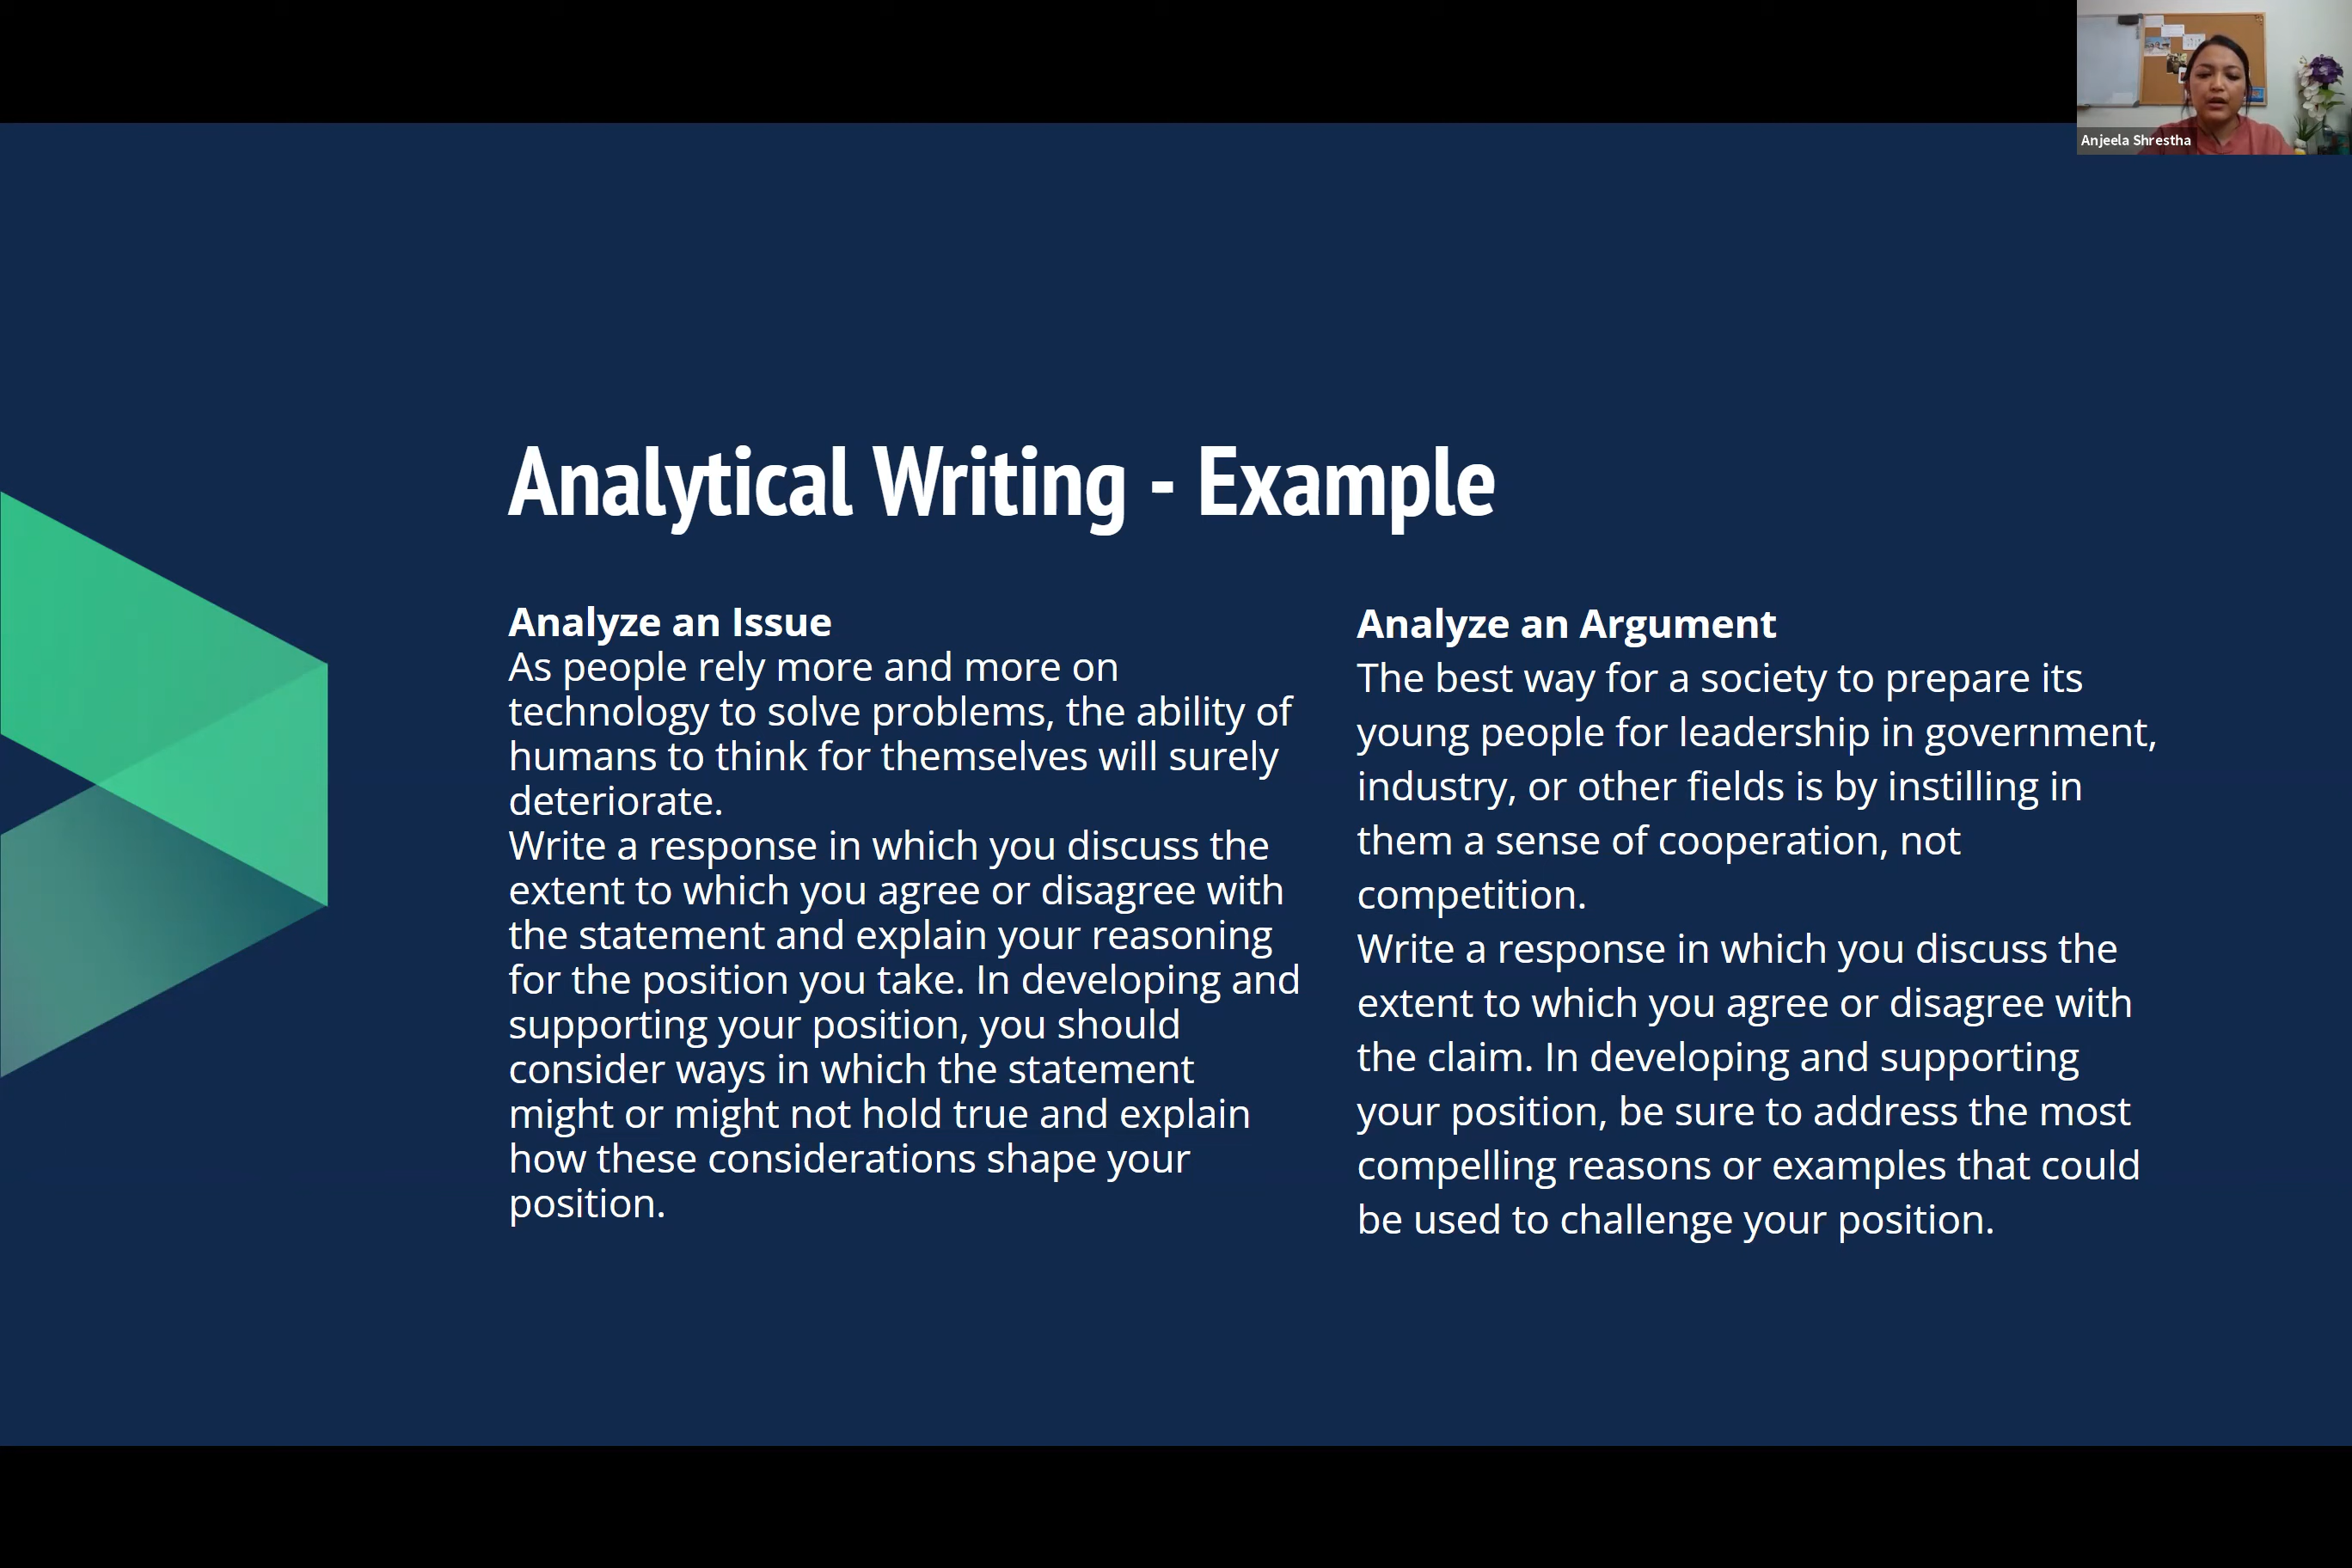 Anjeela Shrestha
Analytical Writing - Example
Analyze an Issue
As people rely more and more on
technology to solve problems, the ability of
humans to think for themselves will surely
deteriorate.
Write a response in which you discuss the
extent to which you agree or disagree with
the statement and explain your reasoning
for the position you take. In developing and
supporting your position, you should
consider ways in which the statement
might or might not hold true and explain
how these considerations shape your
position.
Analyze an Argument
The best way for a society to prepare its
young people for leadership in government,
industry, or other fields is by instilling in
them a sense of cooperation, not
competition.
Write a response in which you discuss the
extent to which you agree or disagree with
the claim. In developing and supporting
your position, be sure to address the most
compelling reasons or examples that could
be used to challenge your position.